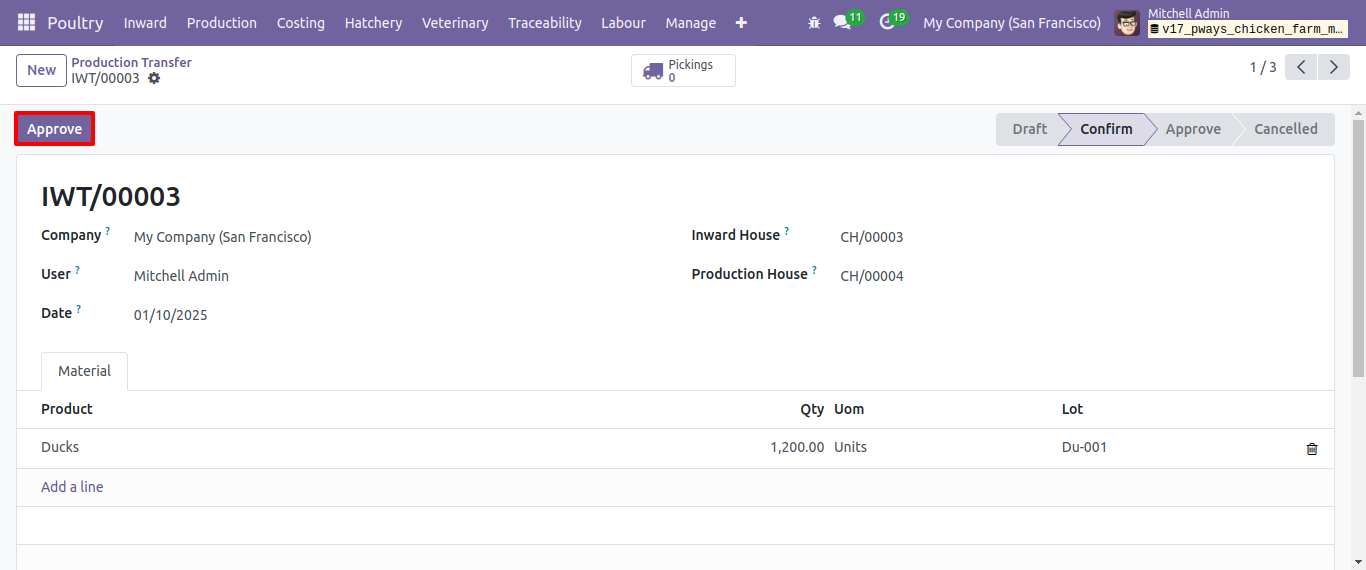 Poultry Inward Production Costing Hatchery Veterinary Traceability Labour Manage 11 19 My Company (San Francisco) Mitchell Admin
v17_pways_chicken_farm_m…
New Production Transfer Pickings
IWT/00003 0 1 / 3
Approve Draft Confirm Approve Cancelled
IWT/00003
Company ? My Company (San Francisco) Inward House ? CH/00003
User ? Mitchell Admin Production House ? CH/00004
Date ? 01/10/2025
Material
Product Qty Uom Lot
Ducks 1,200.00 Units Du-001
Add a line